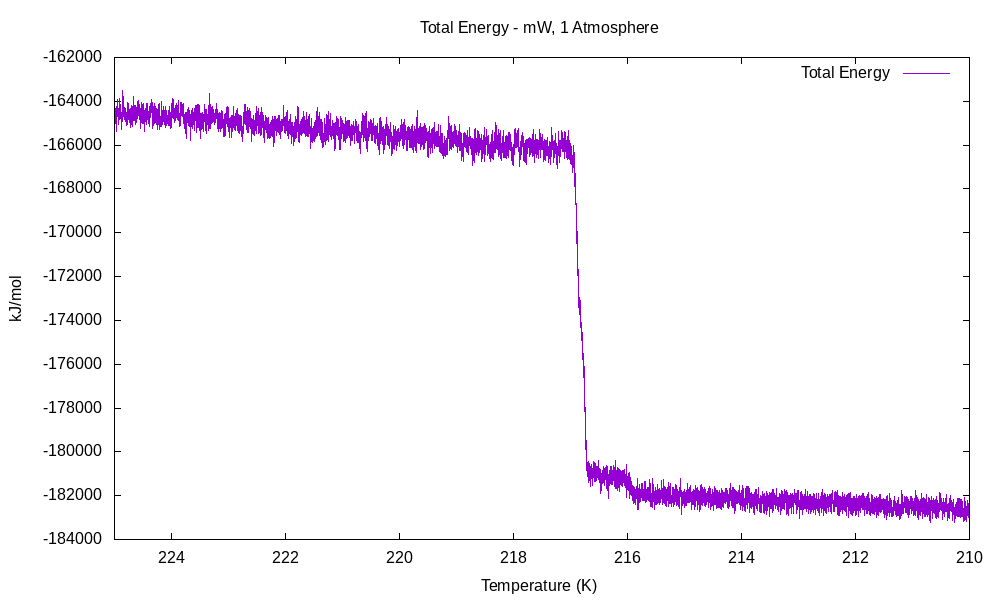 Total Energy - mW, 1 Atmosphere
Total Energy
kJ/mol
-162000
-164000
-166000
-168000
-170000
-172000
-174000
-176000
-178000
-180000
-182000
-184000
224 222 220 218 216 214 212 210
Temperature (K)